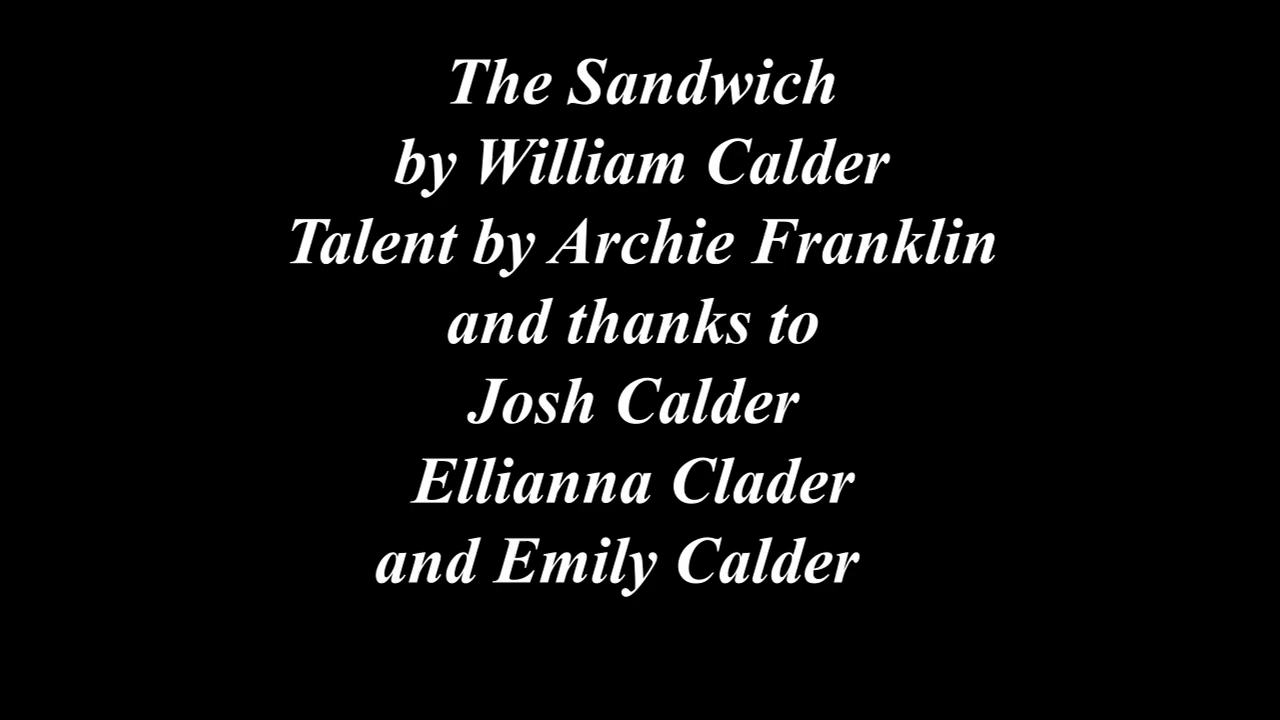 The Sandwich
by William Calder
Talent by Archie Franklin
and thanks to
Josh Calder
Ellianna Clader
and Emily Calder